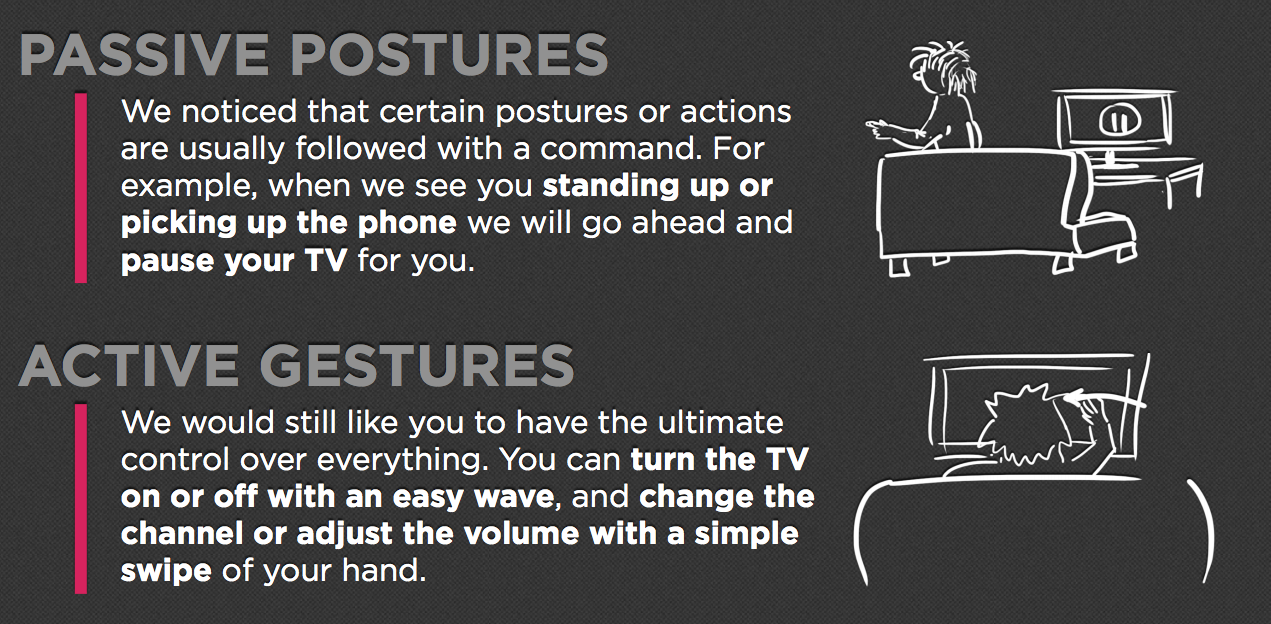 PASSIVE POSTURES
We noticed that certain postures or actions
are usually followed with a command. For
example, when we see you standing up or
picking up the phone we will go ahead and
pause your TV for you.
ACTIVE GESTURES
We would still like you to have the ultimate
control over everything. You can turn the TV
on or off with an easy wave, and change the
channel or adjust the volume with a simple
swipe of your hand.